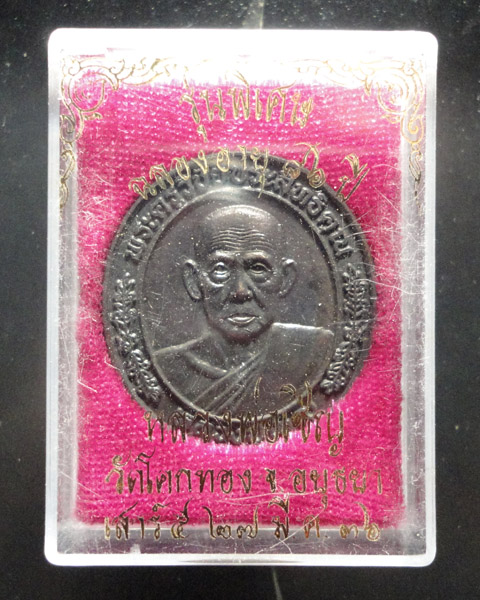 รุ่นพิเศษ
ฉลองอายุ ๘๖ ปี
หลวงพ่อเชิญ
วัดโคกทอง จ.อยุธยา
เสาร์๕ ๒๗ มี.ค. ๓๖